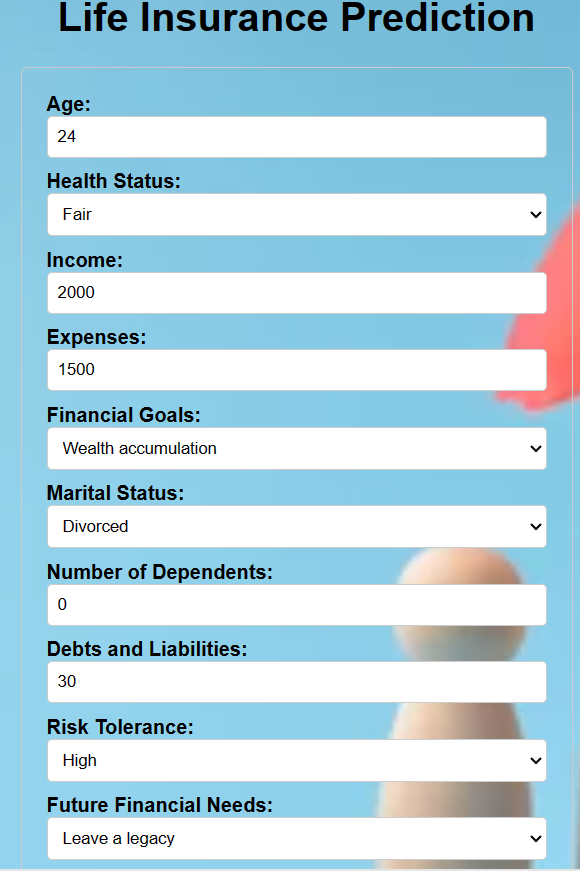 Life Insurance Prediction
Age:
24
Health Status:
Fair
Income:
2000
Expenses:
1500
Financial Goals:
Wealth accumulation
Marital Status:
Divorced
Number of Dependents:
0
Debts and Liabilities:
30
Risk Tolerance:
High
Future Financial Needs:
Leave a legacy